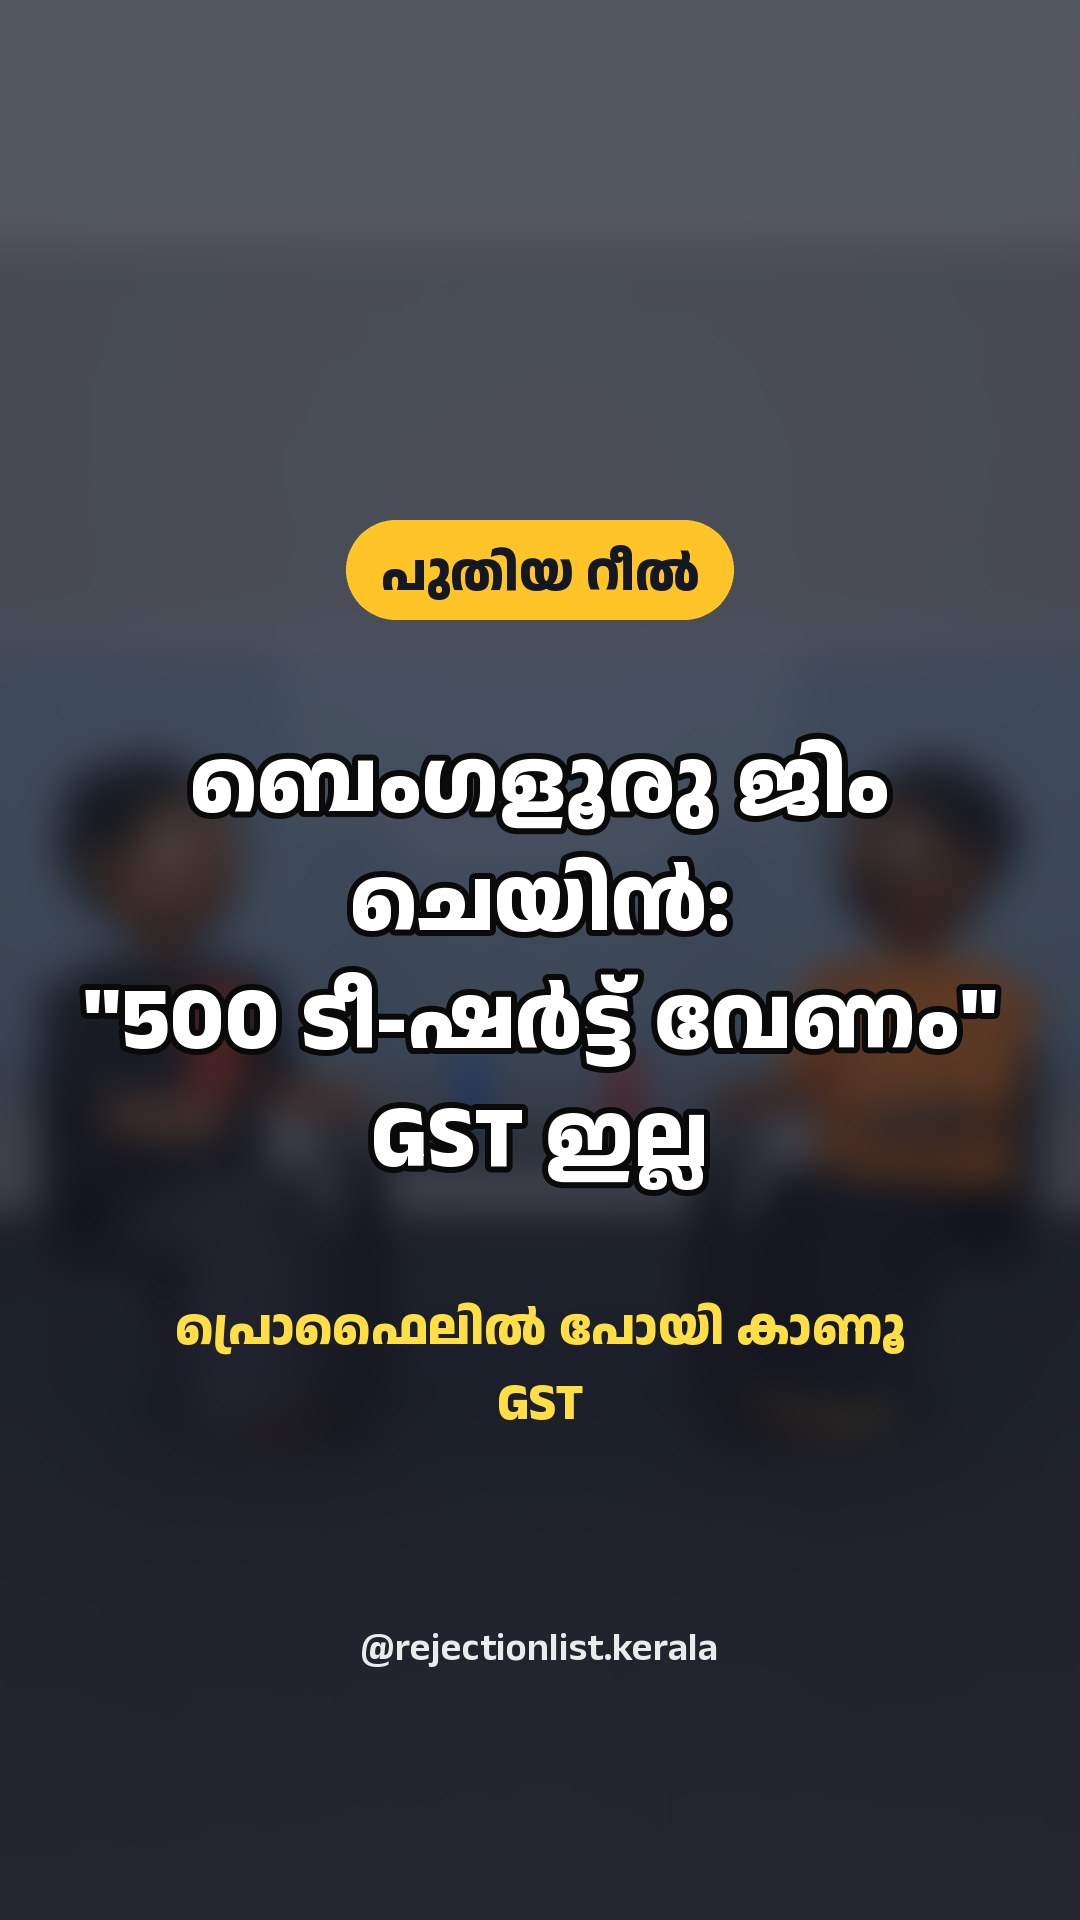 പുതിയ റീൽ
ബെംഗളൂരു ജിം
ചെയിൻ:
"500 ടീ-ഷർട്ട് വേണം"
GST ഇല്ല
പ്രൊഫൈലിൽ പോയി കാണൂ
GST
@rejectionlist.kerala